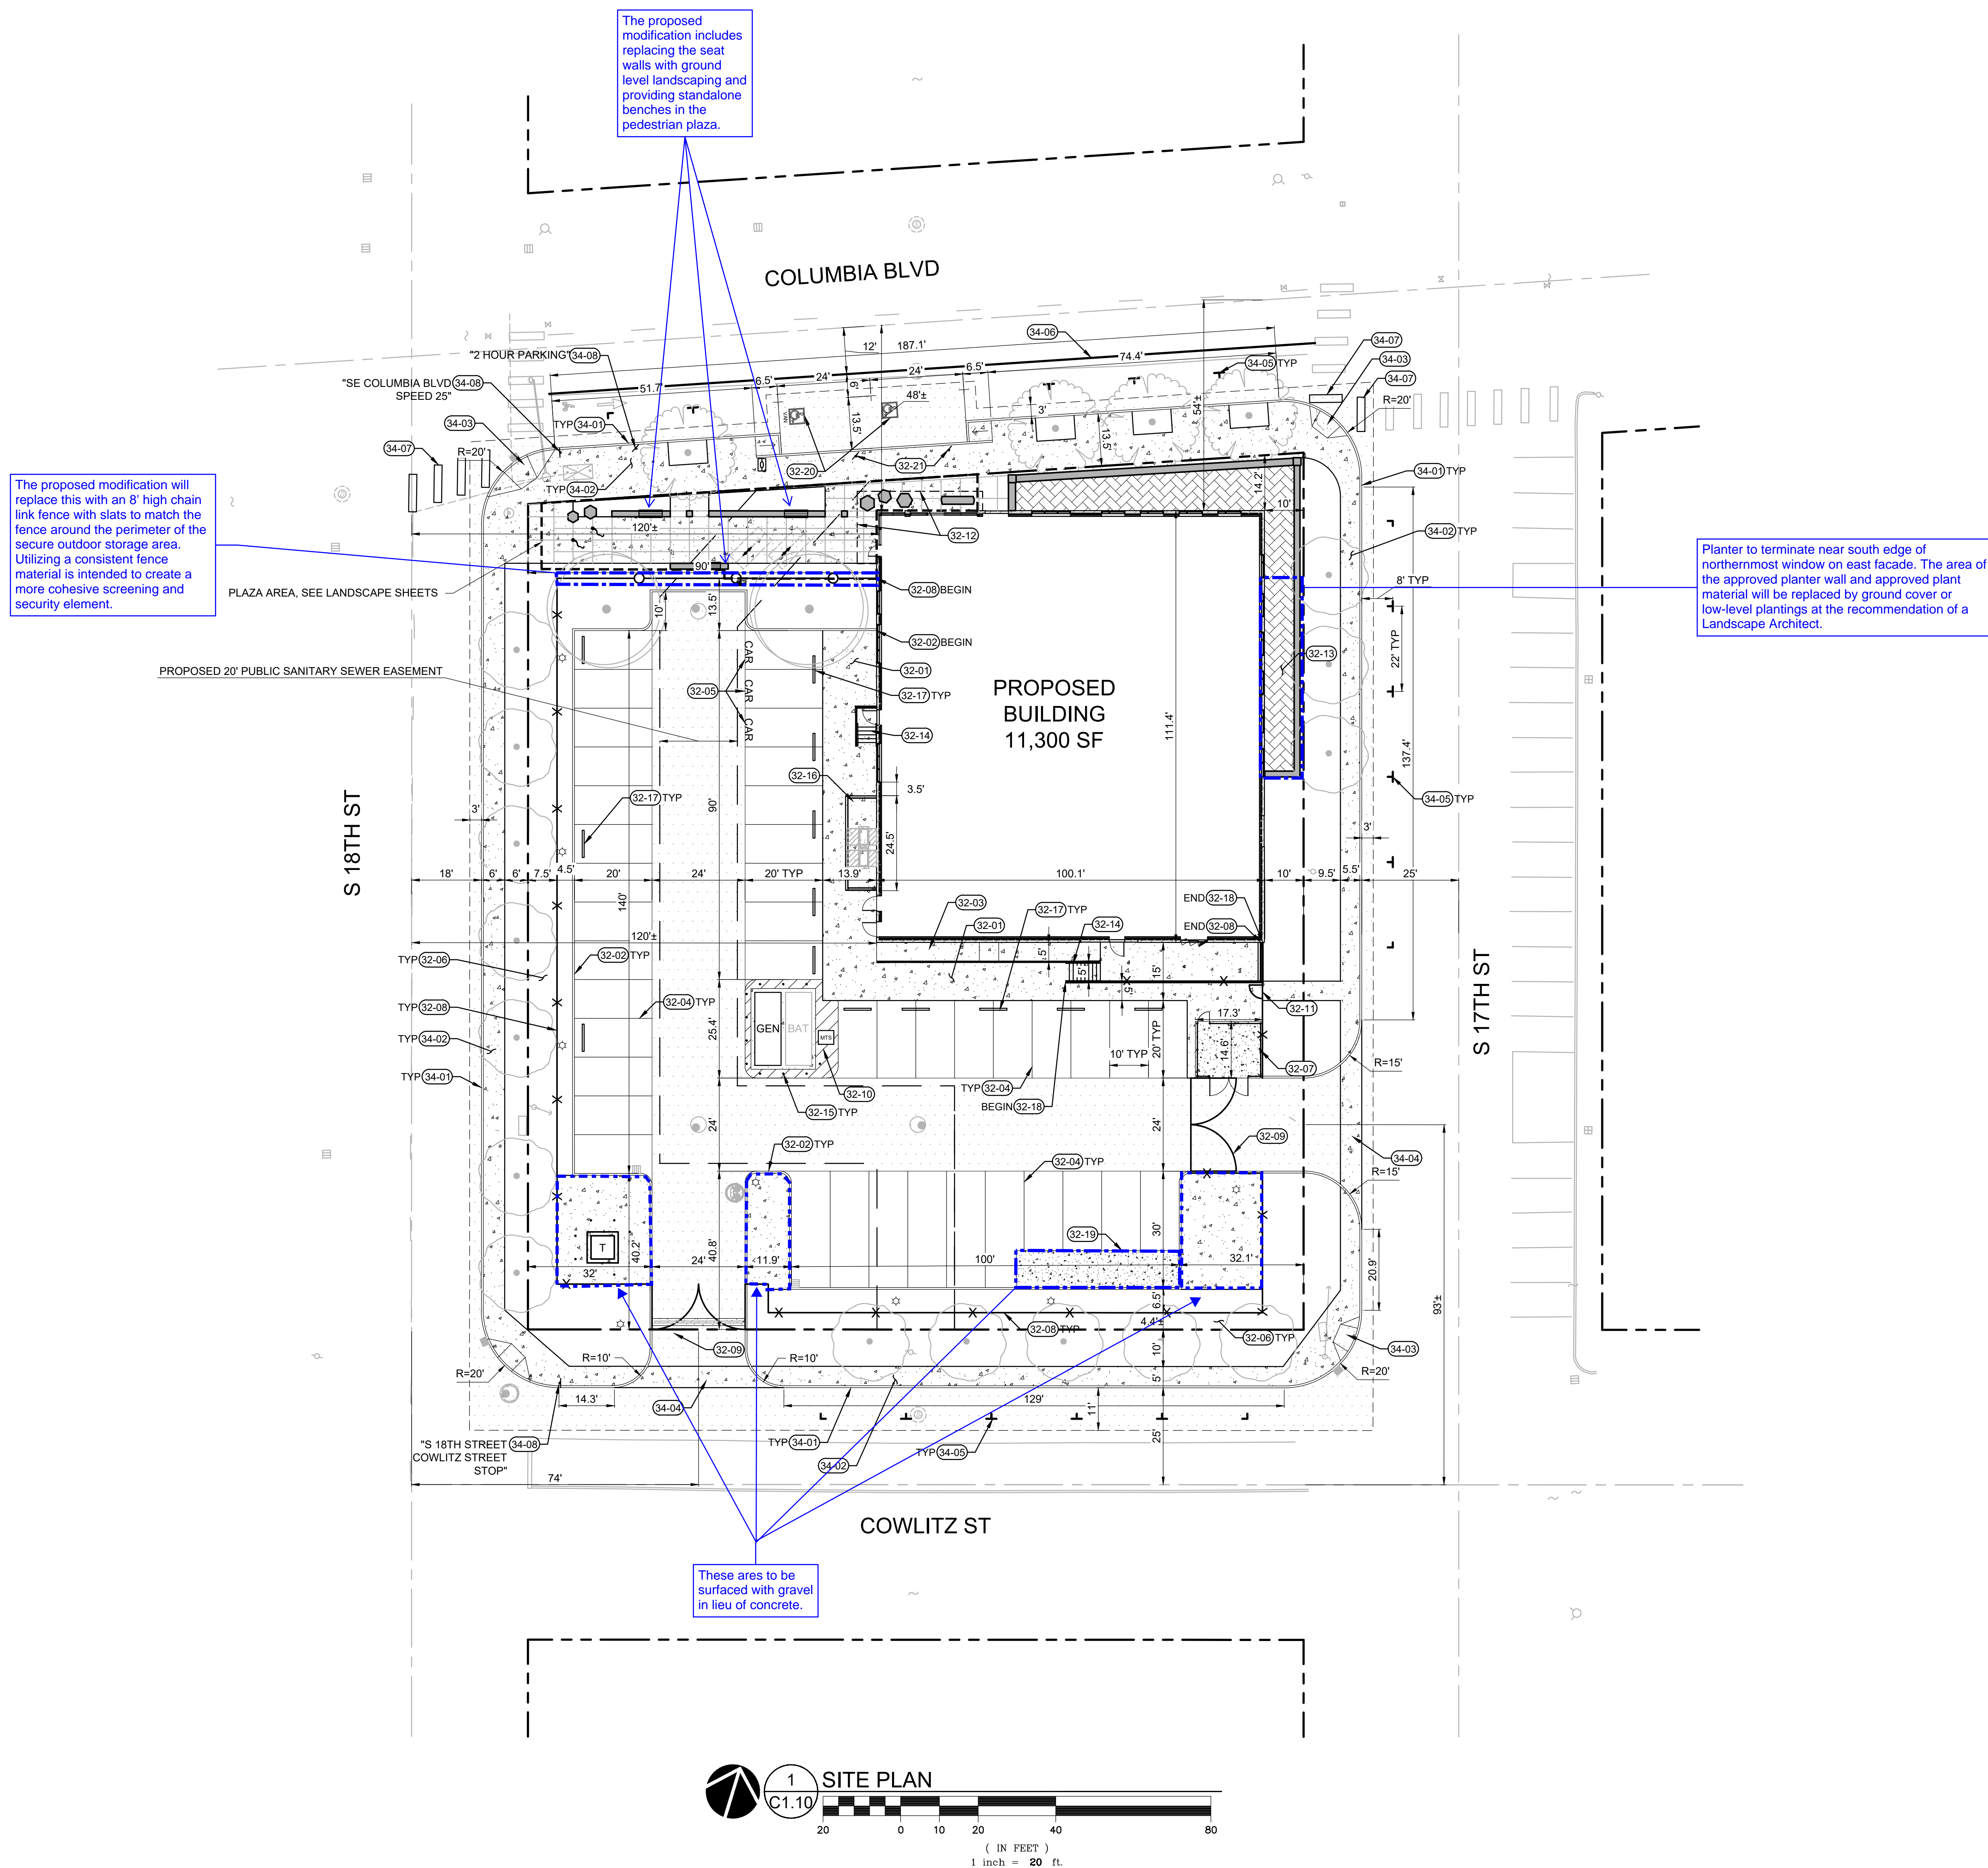 The proposed
modification includes
replacing the seat
walls with ground
level landscaping and
providing standalone
benches in the
pedestrian plaza.
COLUMBIA BLVD
34-06
12'
187.1'
74.4'
34-07
34-03
34-05 TYP
34-07
"2 HOUR PARKING" 34-08
6.5'
24'
24'
6.5'
51.7'
6'
48'±
54'±
R=20'
"SE COLUMBIA BLVD 34-08
SPEED 25"
3'
13.5'
13.5'
VAN
TYP 34-01
34-03
34-07
R=20'
32-20
32-21
34-01 TYP
14.2'
TYP 34-02
10'
The proposed modification will
replace this with an 8' high chain
link fence with slats to match the
fence around the perimeter of the
secure outdoor storage area.
Utilizing a consistent fence
material is intended to create a
more cohesive screening and
security element.
120'±
32-12
34-02 TYP
90'
Planter to terminate near south edge of
northernmost window on east facade. The area of
the approved planter wall and approved plant
material will be replaced by ground cover or
low-level plantings at the recommendation of a
Landscape Architect.
8' TYP
PLAZA AREA, SEE LANDSCAPE SHEETS
32-08 BEGIN
10'
13.5'
32-02 BEGIN
22' TYP
32-13
CAR
CAR
CAR
32-01
PROPOSED 20' PUBLIC SANITARY SEWER EASEMENT
32-05
32-17 TYP
PROPOSED
BUILDING
11,300 SF
111.4'
32-14
137.4'
32-16
3.5'
32-17 TYP
90'
34-05 TYP
3'
3'
24.5'
S 18TH ST
18'
6'
6'
7.5'
4.5'
20'
24'
20' TYP
13.9'
100.1'
10'
9.5'
5.5'
25'
140'
END 32-18
32-03
32-17 TYP
32-01
32-14
END 32-08
120'±
TYP 32-06
32-02 TYP
5'
5'
5'
15'
S 17TH ST
TYP 32-08
32-04 TYP
32-11
17.3'
GEN
BAT
MTS
25.4'
14.6'
20' TYP
TYP 34-02
10' TYP
R=15'
32-07
TYP 34-01
TYP 32-04
32-10
BEGIN 32-18
32-15 TYP
24'
24'
32-09
32-02 TYP
32-04 TYP
34-04
R=15'
32-19
30'
T
40.2'
40.8'
32'
24'
11.9'
100'
32.1'
20.9'
6.5'
93'±
4.4'±
32-08 TYP
32-06 TYP
32-09
10'
34-03
R=10'
R=10'
R=20'
R=20'
5'
14.3'
129'
34-04
11'
25'
"S 18TH STREET 34-08
COWLITZ STREET
STOP"
TYP 34-01
TYP 34-05
34-02
74'
COWLITZ ST
These ares to be
surfaced with gravel
in lieu of concrete.
1
C1.10
SITE PLAN
20 0 10 20 40 80
( IN FEET )
1 inch = 20 ft.